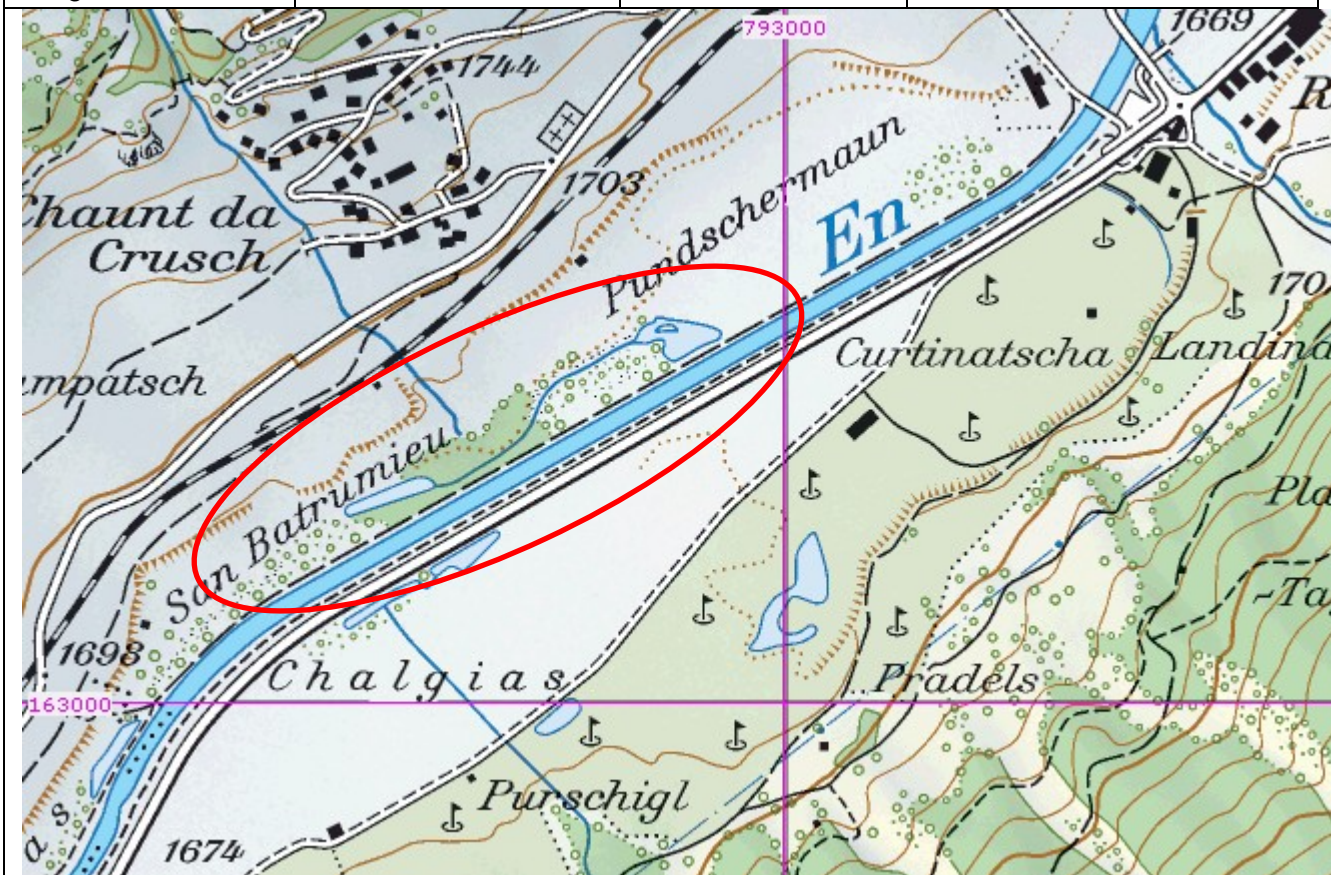 793000
1669
1744
R
1703
Chaunt da
Crusch
Pundschermaun
En
170
mpatsch
Curtinatscha
Landina
San Batrumieu
Pla
Ta
1698
Chalgias
Pradels
163000
Purschigl
as
1674